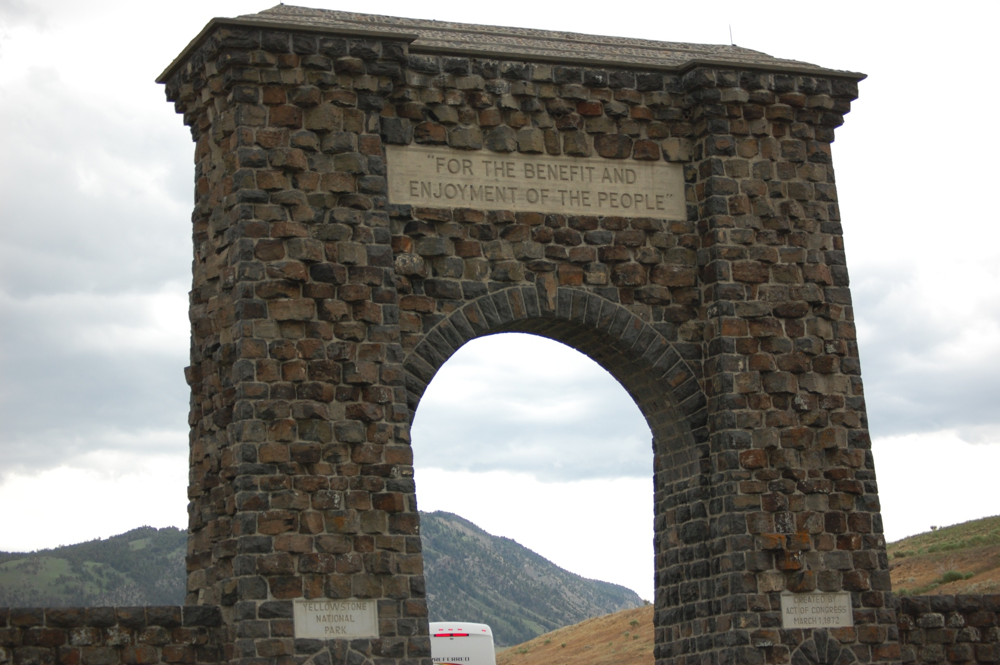 "FOR THE BENEFIT AND
ENJOYMENT OF THE PEOPLE"
YELLOWSTONE
NATIONAL
PARK
CREATED BY
ACT OF CONGRESS
MARCH 1, 1872
PREFERRED